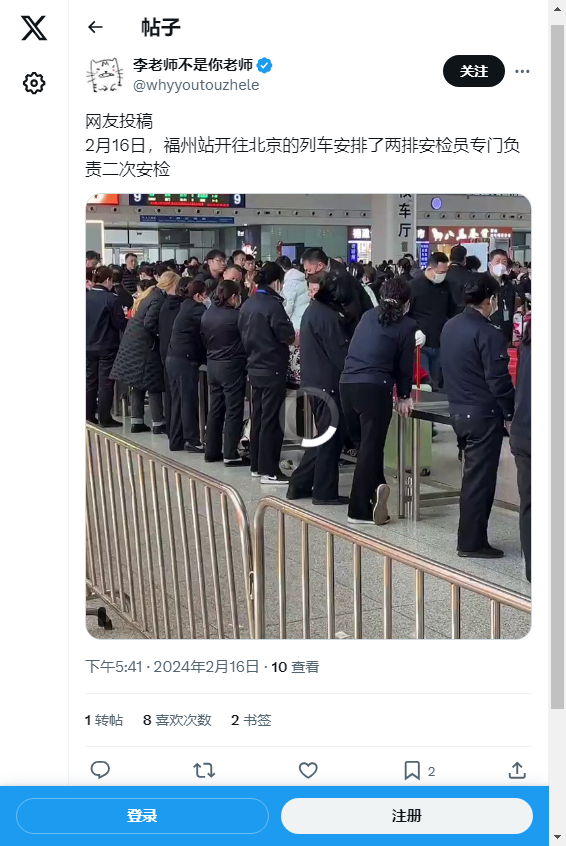 帖子
李老师不是你老师
@whyyoutouzhele
关注
网友投稿
2月16日，福州站开往北京的列车安排了两排安检员专门负
责二次安检
9
9
车
厅
下午5:41 · 2024年2月16日 · 10 查看
1 转帖 8 喜欢次数 2 书签
2
登录
注册